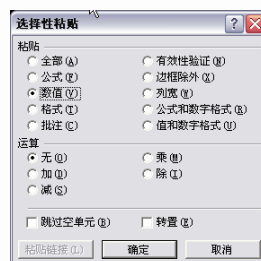 选择性粘贴
粘贴
全部(A) 有效性验证(N)
公式(F) 边框除外(X)
数值(V) 列宽(W)
格式(T) 公式和数字格式(R)
批注(C) 值和数字格式(U)
运算
无(O) 乘(M)
加(D) 除(I)
减(S)
跳过空单元(B) 转置(E)
粘贴链接(L) 确定 取消